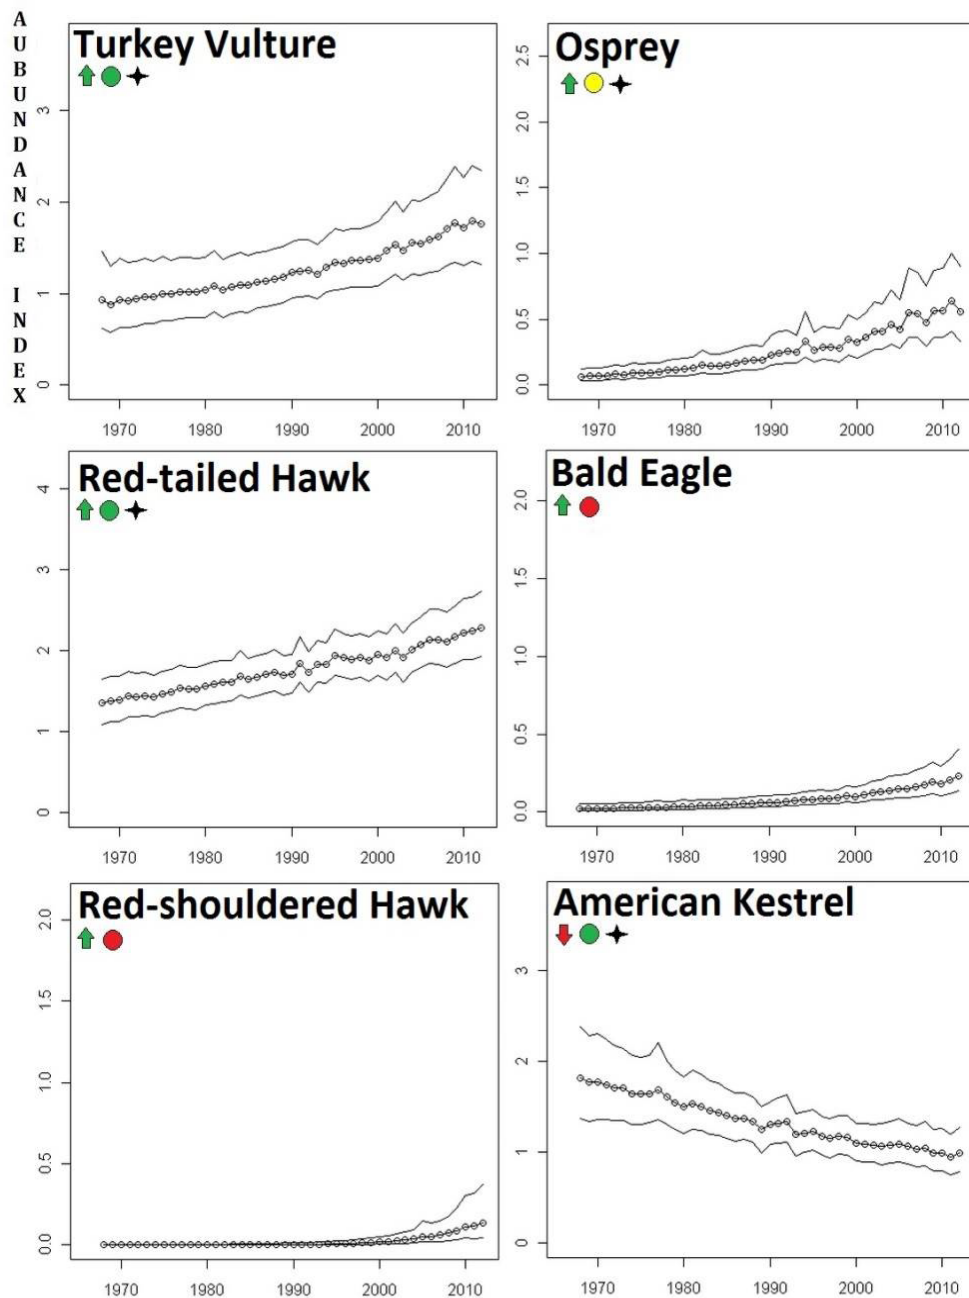 AUBUNDANCE INDEX
Turkey Vulture
3
2
1
0
1970 1980 1990 2000 2010
Osprey
2.5
2.0
1.5
1.0
0.5
0.0
1970 1980 1990 2000 2010
Red-tailed Hawk
4
3
2
1
0
1970 1980 1990 2000 2010
Bald Eagle
2.0
1.5
1.0
0.5
0.0
1970 1980 1990 2000 2010
Red-shouldered Hawk
2.0
1.5
1.0
0.5
0.0
1970 1980 1990 2000 2010
American Kestrel
3
2
1
0
1970 1980 1990 2000 2010